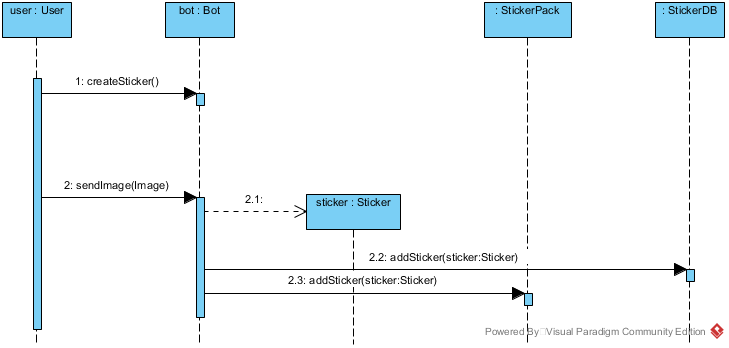 user : User
bot : Bot
: StickerPack
: StickerDB
1: createSticker()
2: sendImage(Image)
2.1:
sticker : Sticker
2.2: addSticker(sticker:Sticker)
2.3: addSticker(sticker:Sticker)
Powered By Visual Paradigm Community Edition